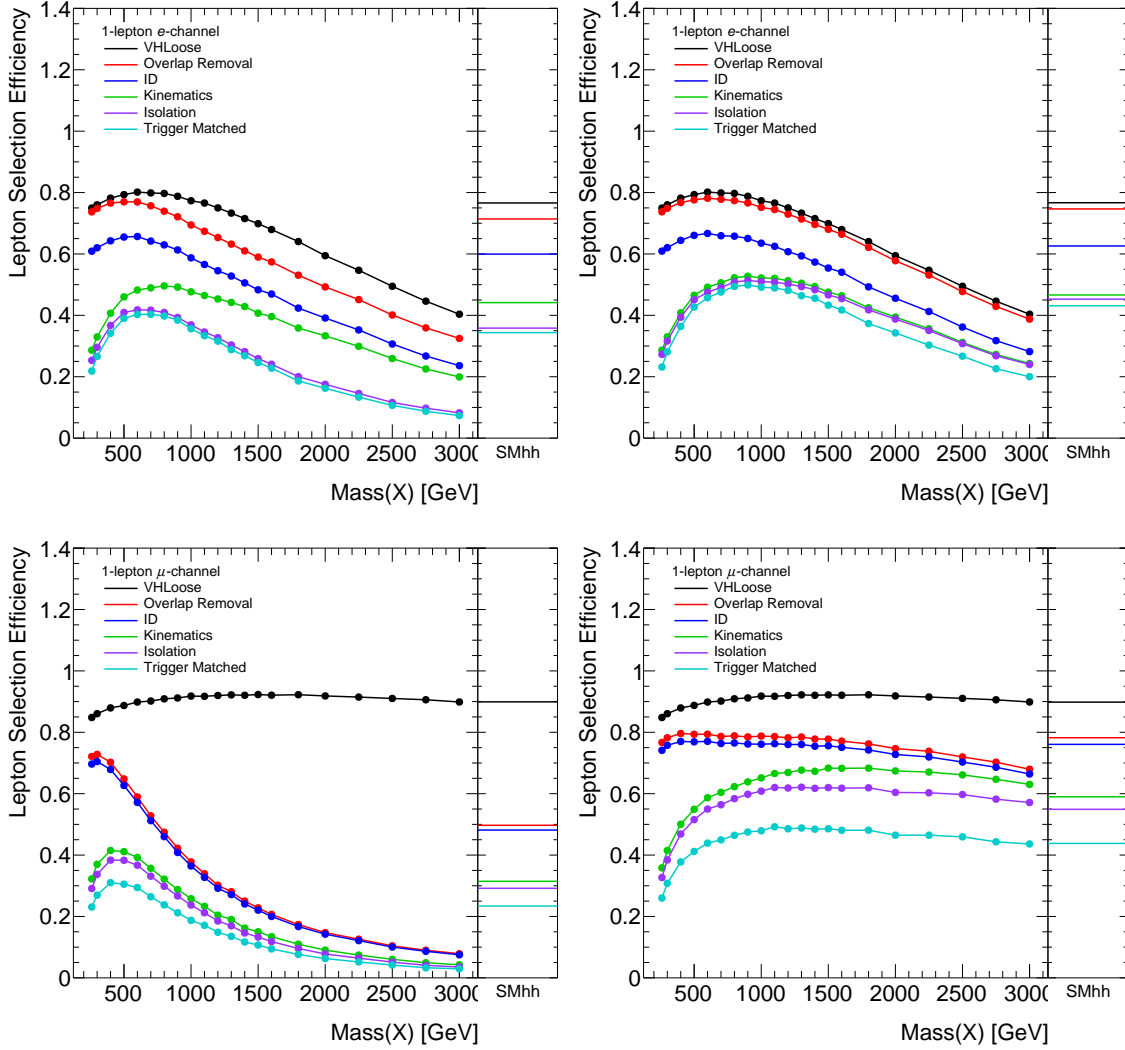 Lepton Selection Efficiency
1.4
1.2
1
0.8
0.6
0.4
0.2
0
1-lepton e-channel
VHLoose
Overlap Removal
ID
Kinematics
Isolation
Trigger Matched
500 1000 1500 2000 2500 3000
SMhh
Mass(X) [GeV]
Lepton Selection Efficiency
1.4
1.2
1
0.8
0.6
0.4
0.2
0
1-lepton e-channel
VHLoose
Overlap Removal
ID
Kinematics
Isolation
Trigger Matched
500 1000 1500 2000 2500 3000
SMhh
Mass(X) [GeV]
Lepton Selection Efficiency
1.4
1.2
1
0.8
0.6
0.4
0.2
0
1-lepton μ-channel
VHLoose
Overlap Removal
ID
Kinematics
Isolation
Trigger Matched
500 1000 1500 2000 2500 3000
SMhh
Mass(X) [GeV]
Lepton Selection Efficiency
1.4
1.2
1
0.8
0.6
0.4
0.2
0
1-lepton μ-channel
VHLoose
Overlap Removal
ID
Kinematics
Isolation
Trigger Matched
500 1000 1500 2000 2500 3000
SMhh
Mass(X) [GeV]